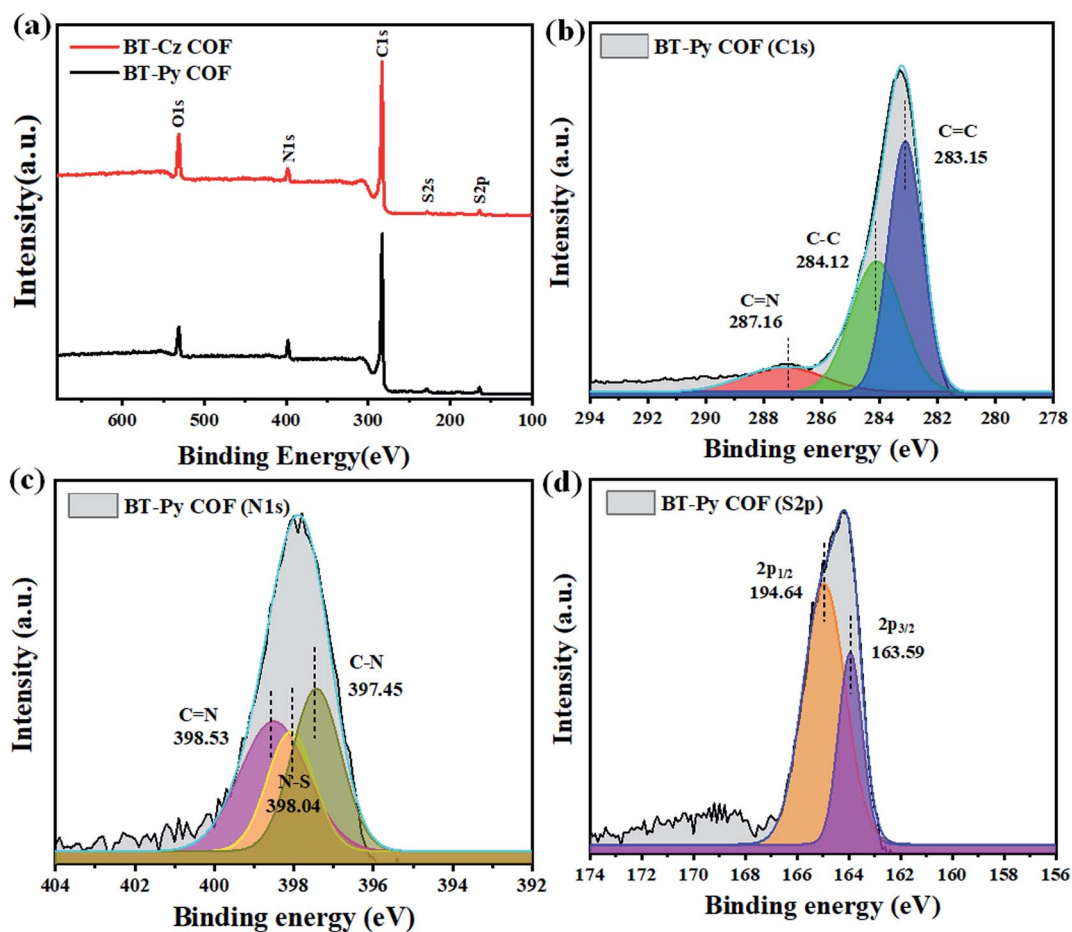 (a)
BT-Cz COF
BT-Py COF
O1s
N1s
C1s
S2s
S2p
Intensity(a.u.)
600 500 400 300 200 100
Binding Energy(eV)
(b)
BT-Py COF (C1s)
C=C
283.15
C-C
284.12
C=N
287.16
Intensity (a.u.)
294 292 290 288 286 284 282 280 278
Binding energy (eV)
(c)
BT-Py COF (N1s)
C-N
397.45
C=N
398.53
N-S
398.04
Intensity (a.u.)
404 402 400 398 396 394 392
Binding energy (eV)
(d)
BT-Py COF (S2p)
2p1/2
194.64
2p3/2
163.59
Intensity (a.u.)
174 172 170 168 166 164 162 160 158 156
Binding energy (eV)